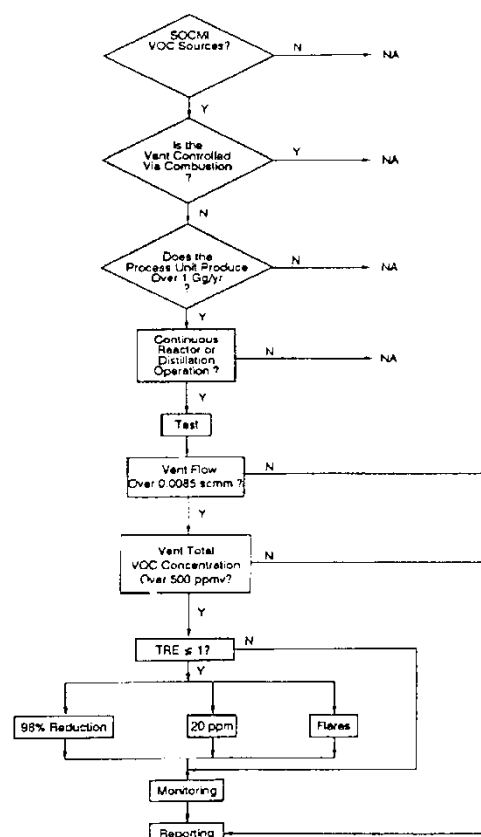 SOCMI
VOC Sources?
N
NA
Y
Is the
Vent Controlled
Via Combustion
?
Y
NA
N
Does the
Process Unit Produce
Over 1 Gg/yr
?
N
NA
Y
Continuous
Reactor or
Distillation
Operation ?
N
NA
Y
Test
Vent Flow
Over 0.0085 scmm ?
N
Y
Vent Total
VOC Concentration
Over 500 ppmv?
N
Y
TRE ≤ 1?
N
Y
98% Reduction
20 ppm
Flares
Monitoring
Reporting